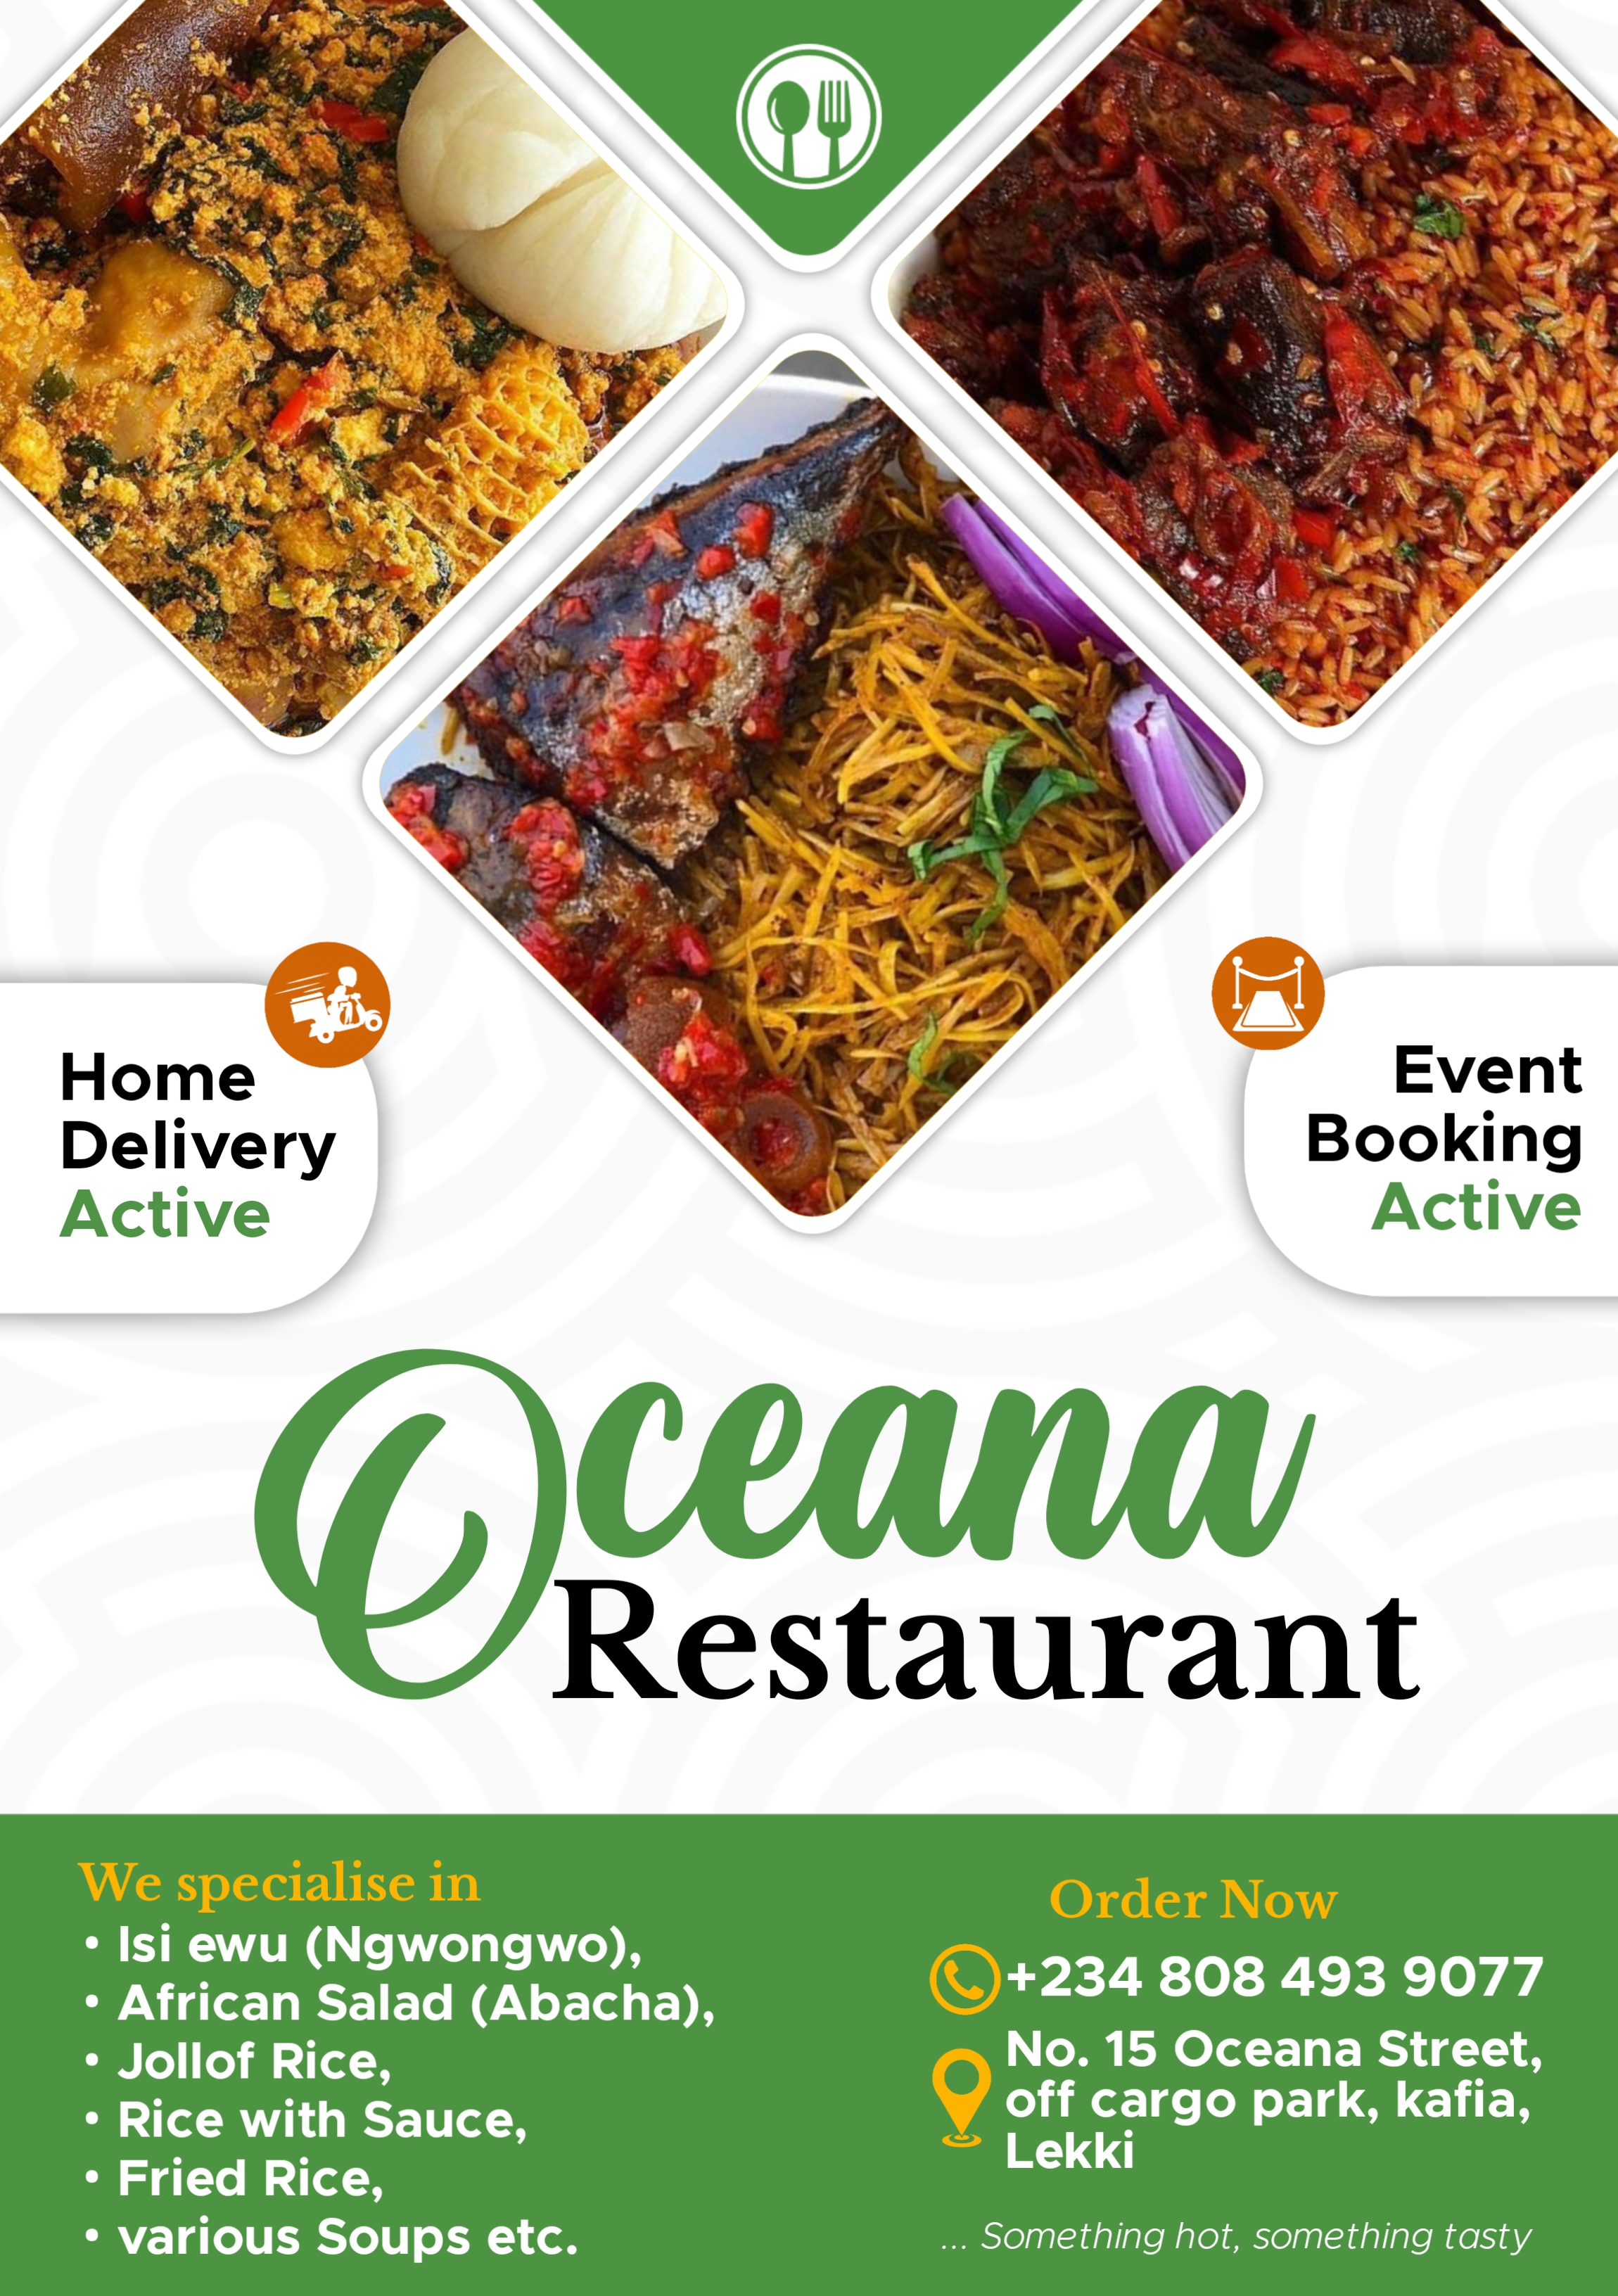 Home
Delivery
Active
Event
Booking
Active
Oceana
Restaurant
We specialise in
• Isi ewu (Ngwongwo),
• African Salad (Abacha),
• Jollof Rice,
• Rice with Sauce,
• Fried Rice,
• various Soups etc.
Order Now
+234 808 493 9077
No. 15 Oceana Street,
off cargo park, kafia,
Lekki
... Something hot, something tasty